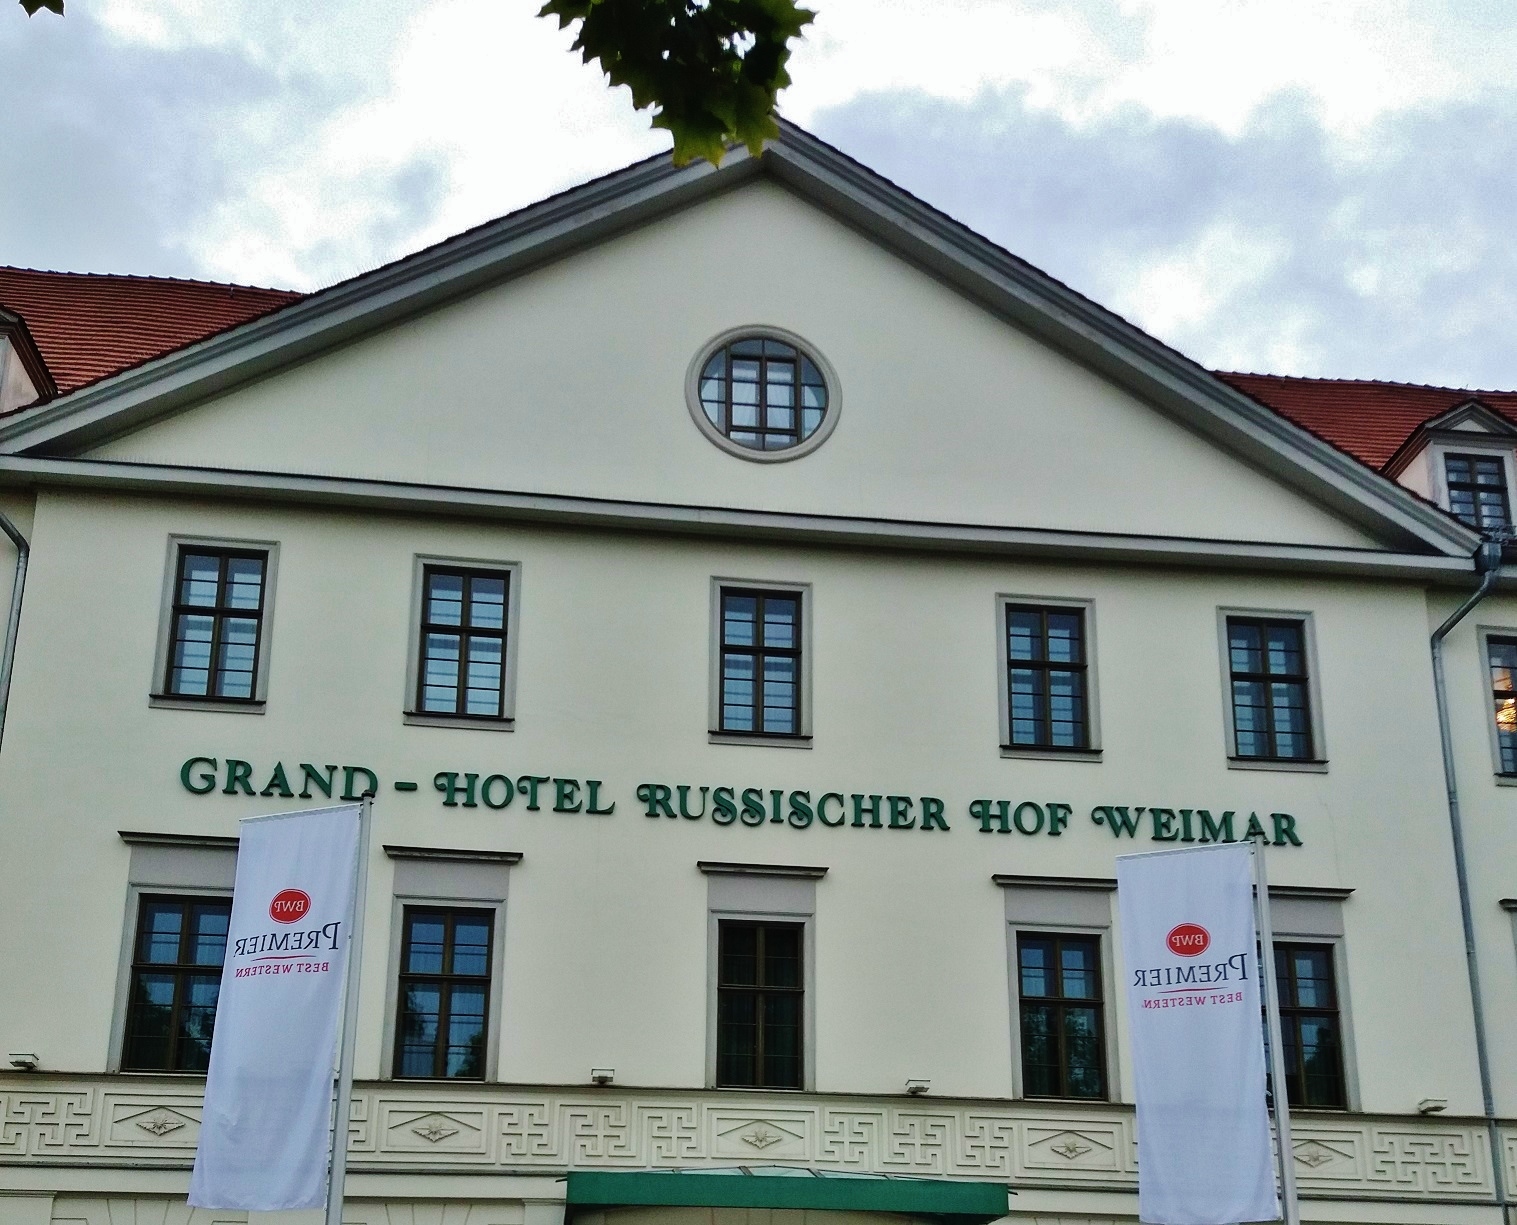 GRAND-HOTEL RUSSISCHER HOF WEIMAR
BWP
PREMIER
BEST WESTERN
BWP
PREMIER
BEST WESTERN.